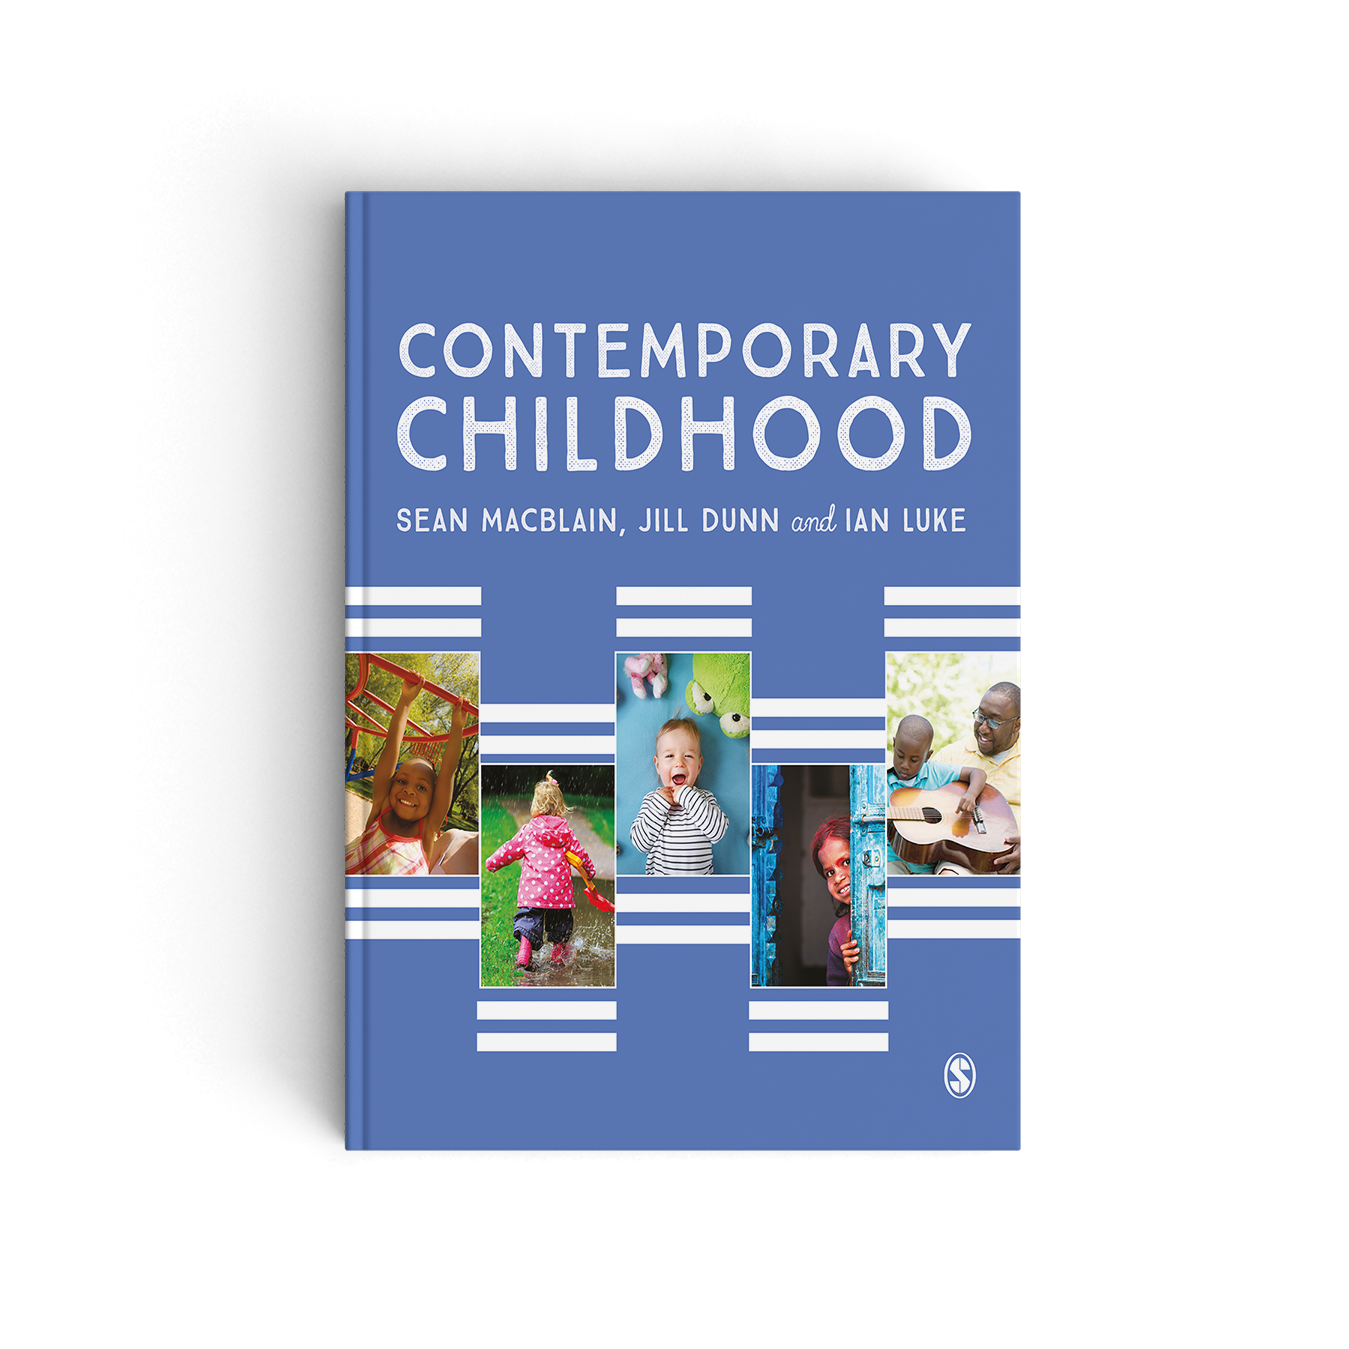 CONTEMPORARY
CHILDHOOD
SEAN MACBLAIN, JILL DUNN and IAN LUKE
S